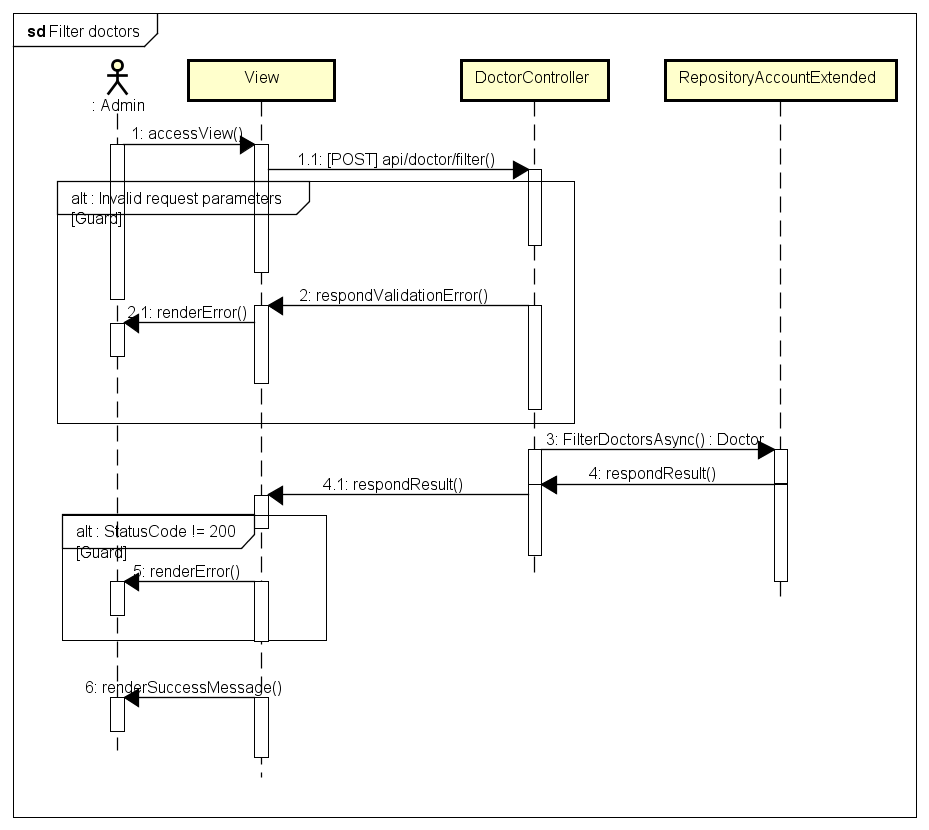 sd Filter doctors
View
DoctorController
RepositoryAccountExtended
: Admin
1: accessView()
1.1: [POST] api/doctor/filter()
alt : Invalid request parameters
[Guard]
2: respondValidationError()
2.1: renderError()
3: FilterDoctorsAsync() : Doctor
4: respondResult()
4.1: respondResult()
alt : StatusCode != 200
[Guard]
5: renderError()
6: renderSuccessMessage()